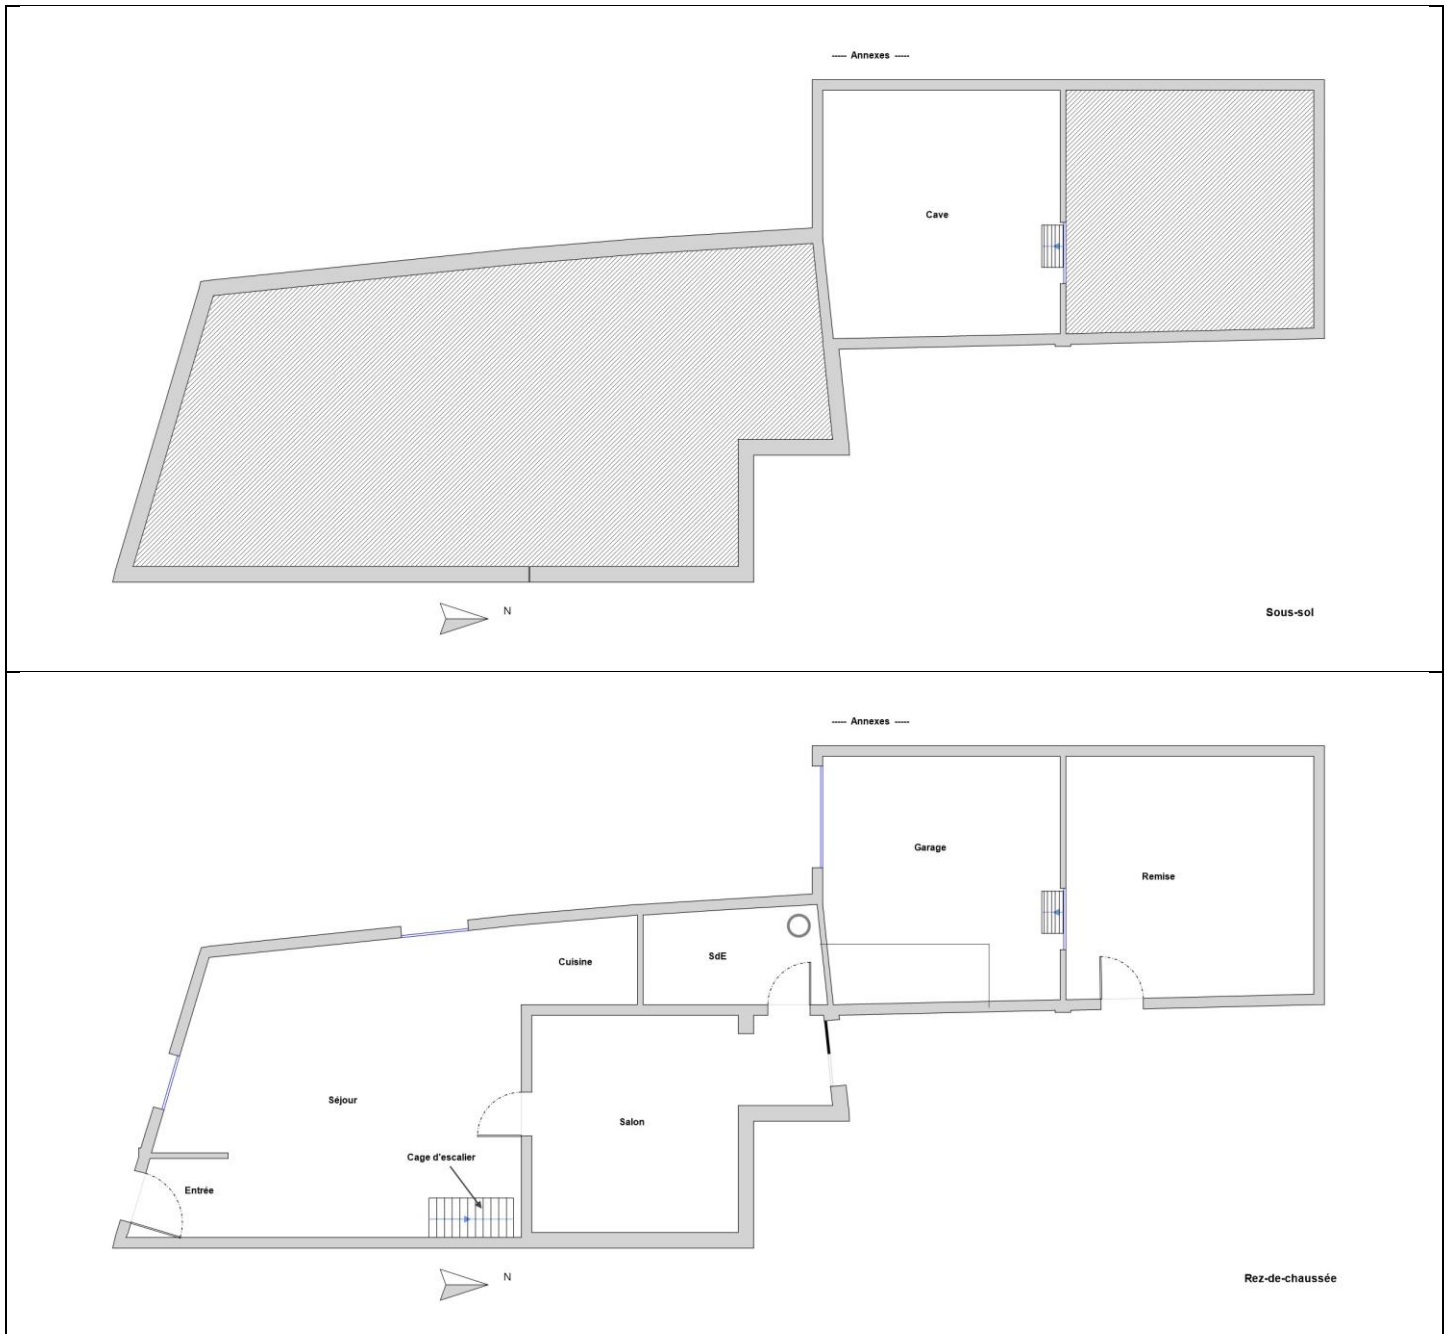 ----- Annexes -----
Cave
N
Sous-sol
----- Annexes -----
Garage
Remise
Cuisine
SdE
Séjour
Salon
Cage d'escalier
Entrée
N
Rez-de-chaussée